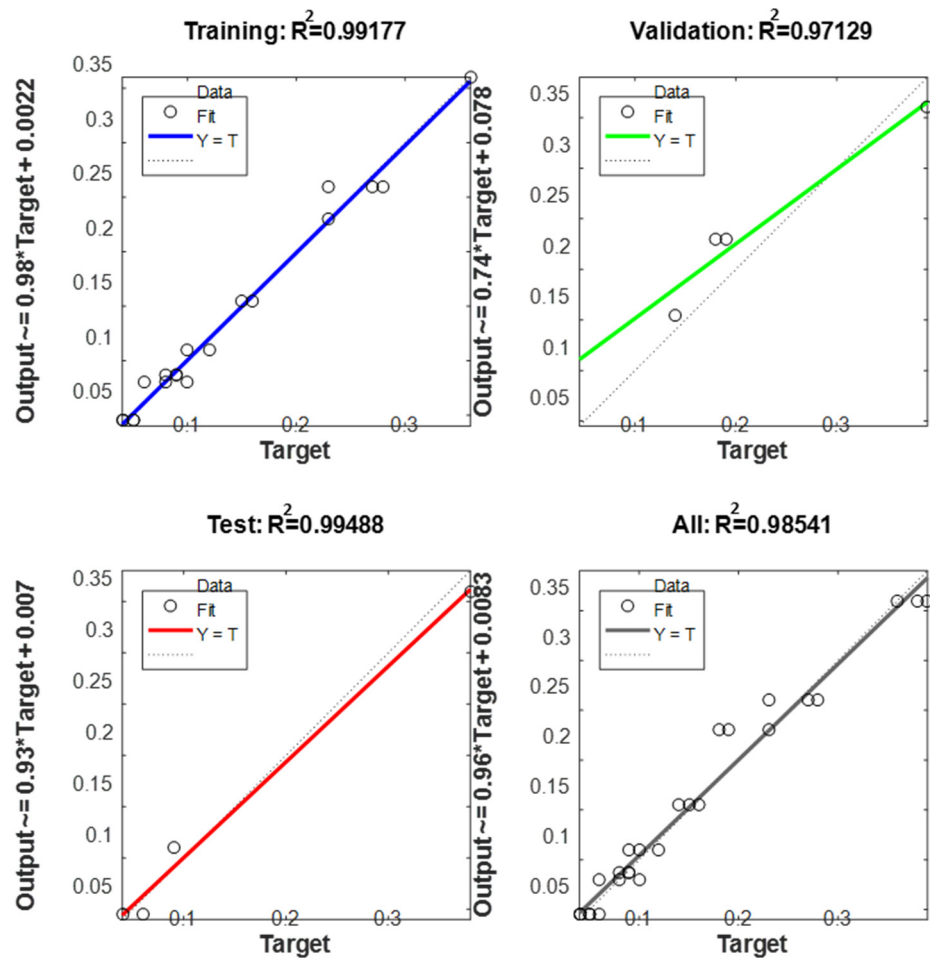 Training: R²=0.99177
Output ~= 0.98*Target + 0.0022
0.35
0.3
0.25
0.2
0.15
0.1
0.05
Data
Fit
Y = T
0.1
0.2
0.3
Target
Validation: R²=0.97129
Output ~= 0.74*Target + 0.078
0.35
0.3
0.25
0.2
0.15
0.1
0.05
Data
Fit
Y = T
0.1
0.2
0.3
Target
Test: R²=0.99488
Output ~= 0.93*Target + 0.007
0.35
0.3
0.25
0.2
0.15
0.1
0.05
Data
Fit
Y = T
0.1
0.2
0.3
Target
All: R²=0.98541
Output ~= 0.96*Target + 0.0083
0.35
0.3
0.25
0.2
0.15
0.1
0.05
Data
Fit
Y = T
0.1
0.2
0.3
Target